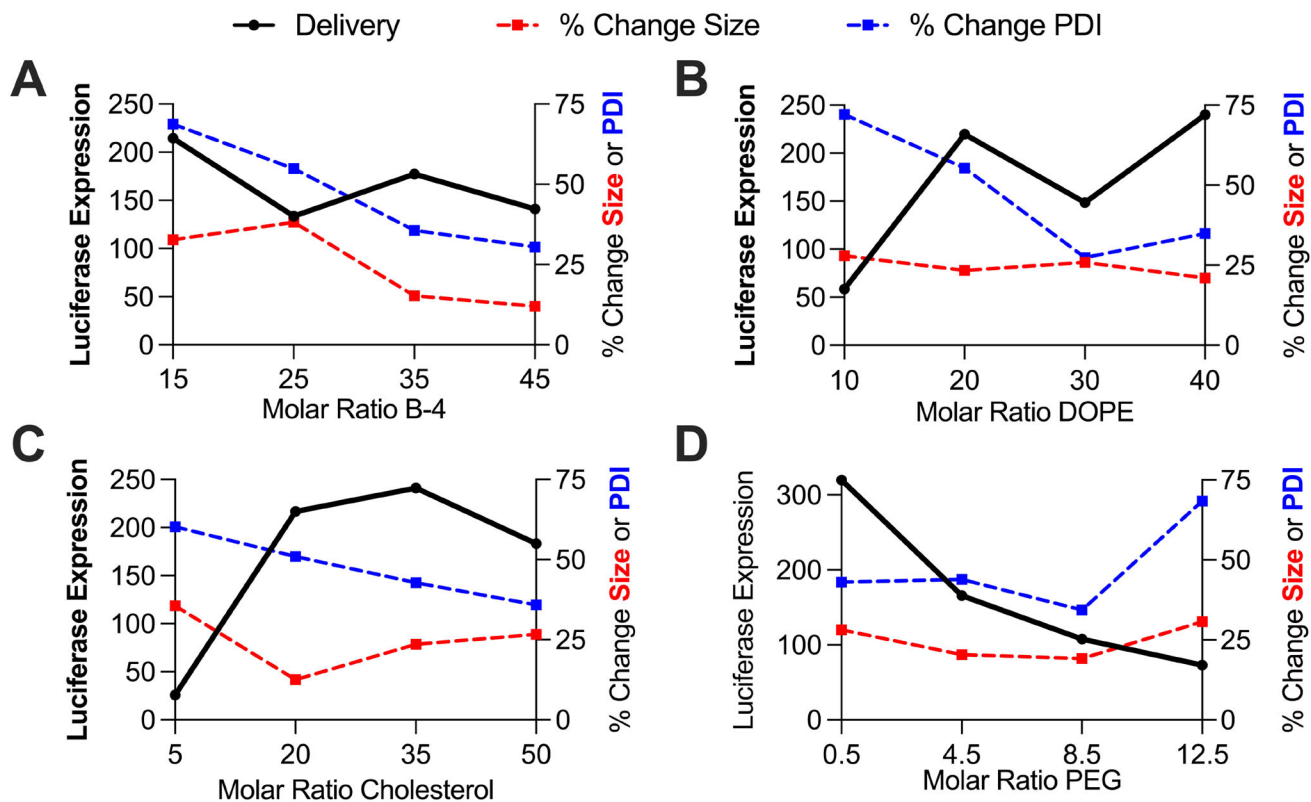 Delivery % Change Size % Change PDI
A
Luciferase Expression
250
200
150
100
50
0
75
50
25
0
% Change Size or PDI
15 25 35 45
Molar Ratio B-4
B
Luciferase Expression
250
200
150
100
50
0
75
50
25
0
% Change Size or PDI
10 20 30 40
Molar Ratio DOPE
C
Luciferase Expression
250
200
150
100
50
0
75
50
25
0
% Change Size or PDI
5 20 35 50
Molar Ratio Cholesterol
D
Luciferase Expression
300
200
100
0
75
50
25
0
% Change Size or PDI
0.5 4.5 8.5 12.5
Molar Ratio PEG